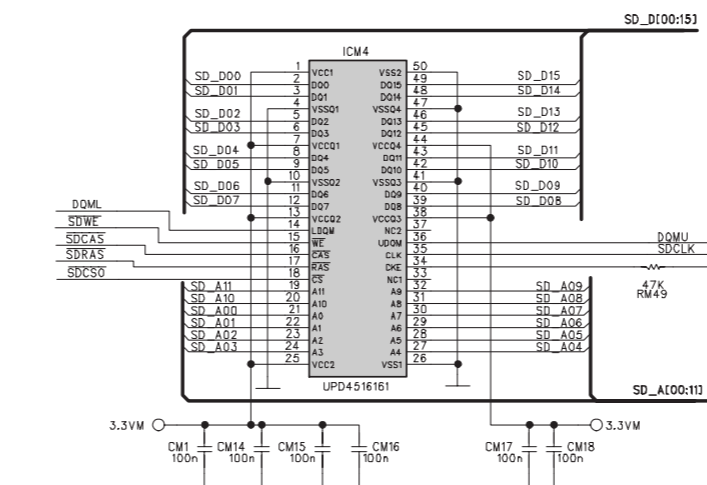 SD_D[00:15]
ICM4
1 VCC1 VSS2 50
SD_D00 2 DQ0 DQ15 49 SD_D15
SD_D01 3 DQ1 DQ14 48 SD_D14
4 VSSQ1 VSSQ4 47
SD_D02 5 DQ2 DQ13 46 SD_D13
SD_D03 6 DQ3 DQ12 45 SD_D12
7 VCCQ1 VCCQ4 44
SD_D04 8 DQ4 DQ11 43 SD_D11
SD_D05 9 DQ5 DQ10 42 SD_D10
10 VSSQ2 VSSQ3 41
SD_D06 11 DQ6 DQ9 40 SD_D09
SD_D07 12 DQ7 DQ8 39 SD_D08
DQML 13 VCCQ2 VCCQ3 38
SDWE 14 LDQM NC2 37
SDCAS 15 WE UDQM 36 DQMU
SDRAS 16 CAS CLK 35 SDCLK
SDCS0 17 RAS CKE 34
18 CS NC1 33
SD_A11 19 A11 A9 32 SD_A09
SD_A10 20 A10 A8 31 SD_A08
SD_A00 21 A0 A7 30 SD_A07
SD_A01 22 A1 A6 29 SD_A06
SD_A02 23 A2 A5 28 SD_A05
SD_A03 24 A3 A4 27 SD_A04
25 VCC2 VSS1 26
47K
RM49
UPD4516161
SD_A[00:11]
3.3VM
3.3VM
CM1 CM14 CM15 CM16 CM17 CM18
100n 100n 100n 100n 100n 100n